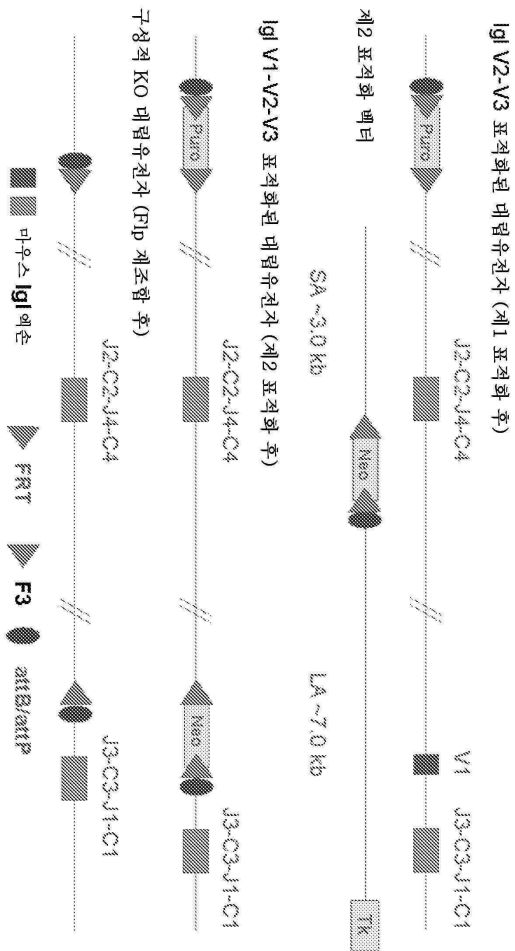 Igl V2-V3 표적화된 대립유전자 (제1 표적화 후)
Puro
J2-C2-J4-C4
V1
J3-C3-J1-C1
제2 표적화 벡터
SA ~3.0 kb
Neo
LA ~7.0 kb
Tk
Igl V1-V2-V3 표적화된 대립유전자 (제2 표적화 후)
Puro
J2-C2-J4-C4
Neo
J3-C3-J1-C1
구성적 KO 대립유전자 (Flp 재조합 후)
J2-C2-J4-C4
J3-C3-J1-C1
마우스 Igl 엑손
FRT
F3
attB/attP